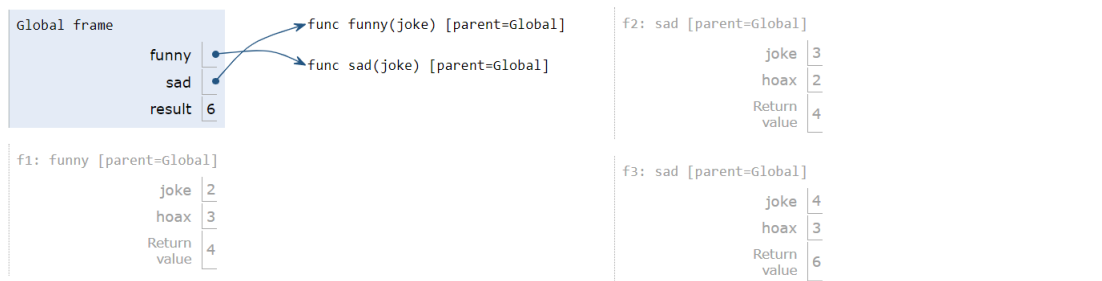 Global frame
funny
sad
result 6
func funny(joke) [parent=Global]
func sad(joke) [parent=Global]
f1: funny [parent=Global]
joke 2
hoax 3
Return
value 4
f2: sad [parent=Global]
joke 3
hoax 2
Return
value 4
f3: sad [parent=Global]
joke 4
hoax 3
Return
value 6